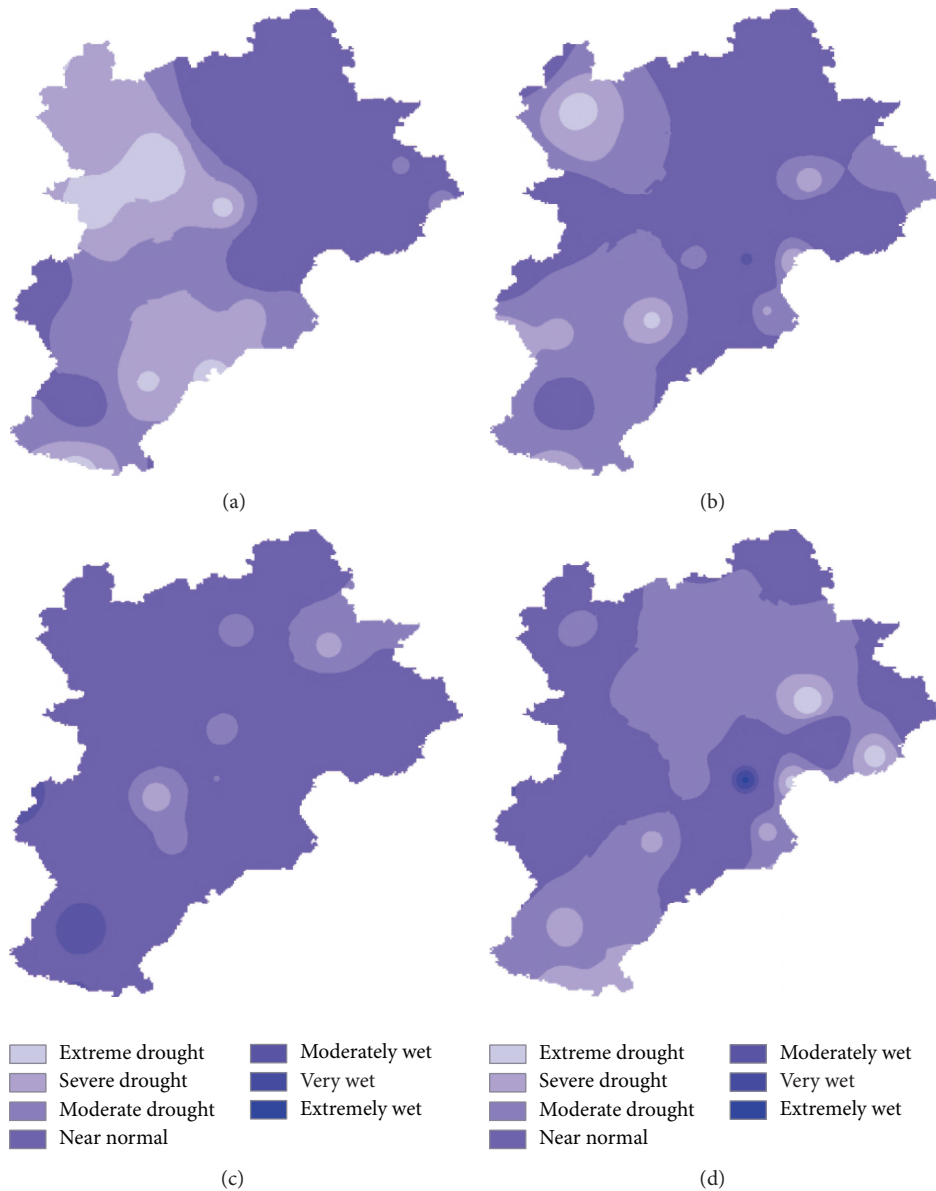 (a)
(b)
Extreme drought
Severe drought
Moderate drought
Near normal
Moderately wet
Very wet
Extremely wet
(c)
Extreme drought
Severe drought
Moderate drought
Near normal
Moderately wet
Very wet
Extremely wet
(d)